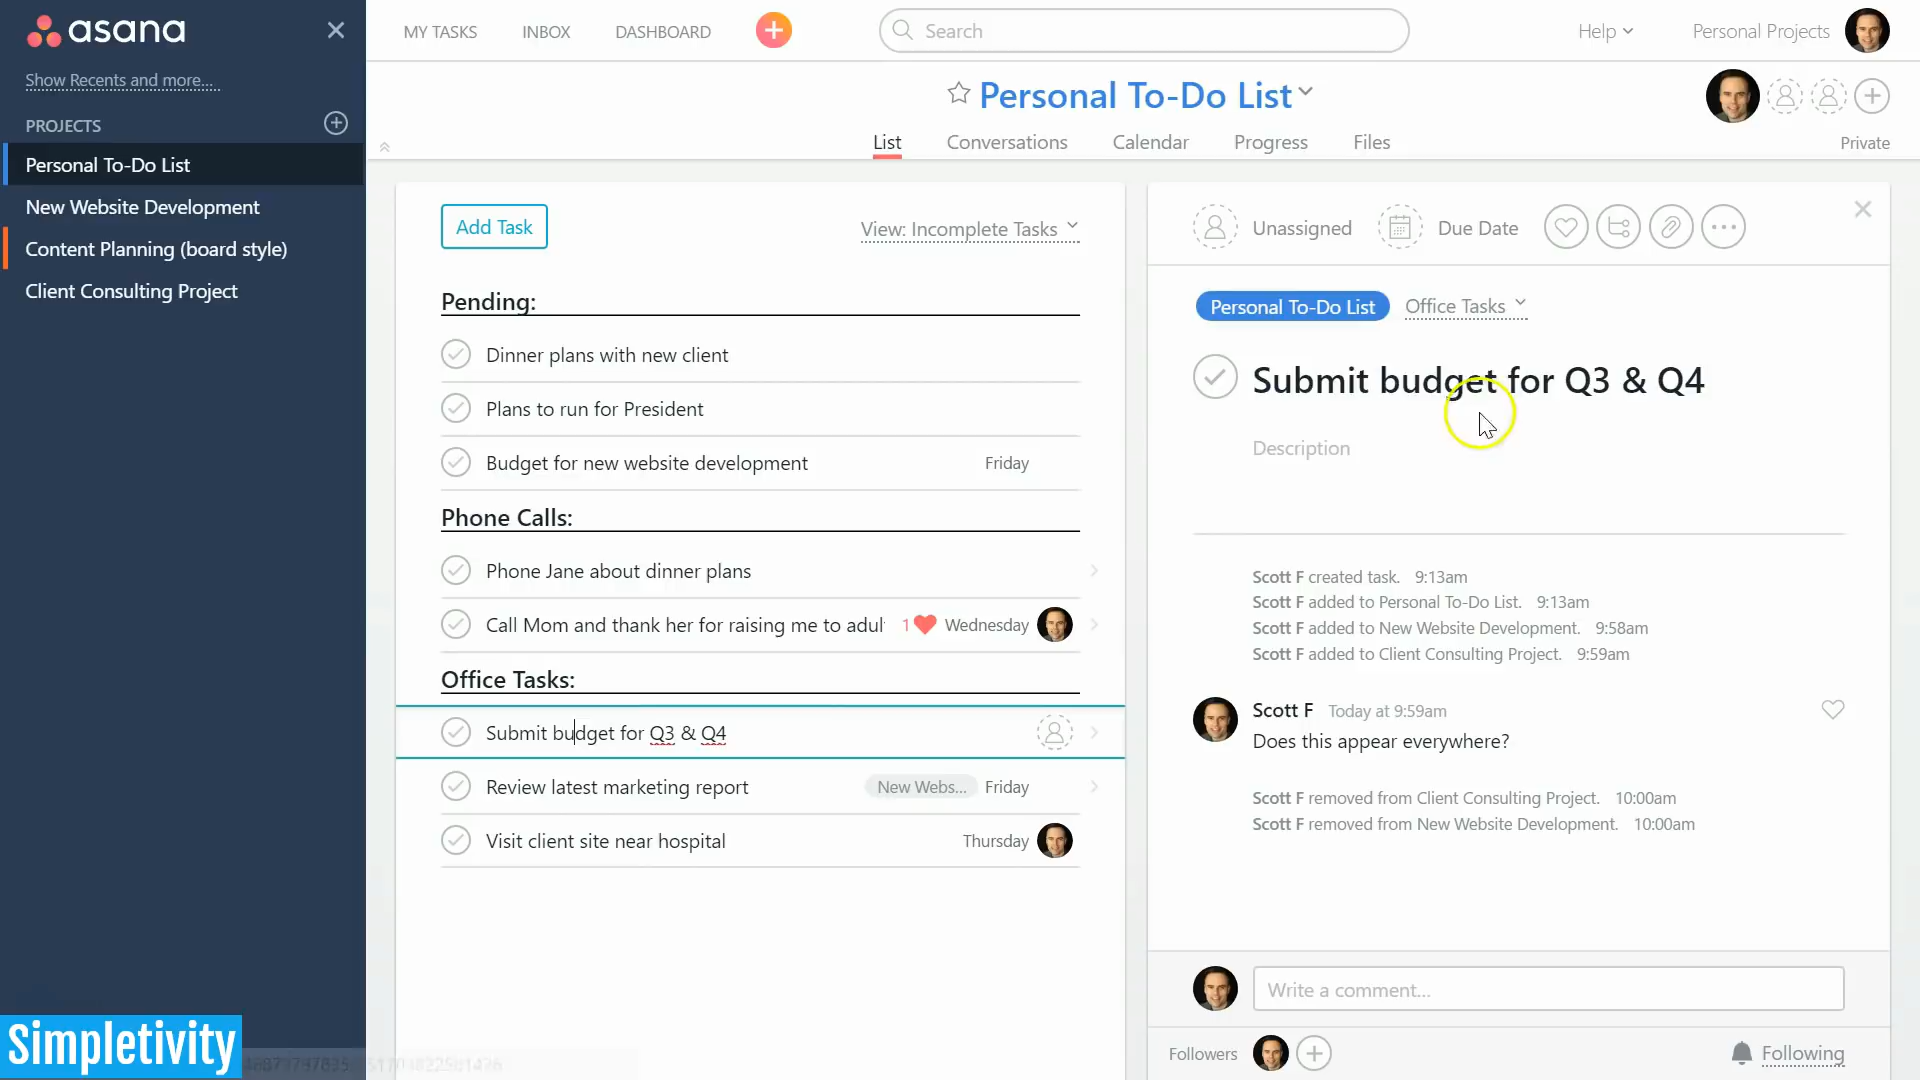 asana
Show Recents and more...
PROJECTS
Personal To-Do List
New Website Development
Content Planning (board style)
Client Consulting Project
MY TASKS
INBOX
DASHBOARD
Search
Help
Personal Projects
Personal To-Do List
List
Conversations
Calendar
Progress
Files
Private
Add Task
View: Incomplete Tasks
Pending:
Dinner plans with new client
Plans to run for President
Budget for new website development Friday
Phone Calls:
Phone Jane about dinner plans
Call Mom and thank her for raising me to adul 1 Wednesday
Office Tasks:
Submit budget for Q3 & Q4
Review latest marketing report New Webs... Friday
Visit client site near hospital Thursday
Unassigned
Due Date
Personal To-Do List
Office Tasks
Submit budget for Q3 & Q4
Description
Scott F created task. 9:13am
Scott F added to Personal To-Do List. 9:13am
Scott F added to New Website Development. 9:58am
Scott F added to Client Consulting Project. 9:59am
Scott F Today at 9:59am
Does this appear everywhere?
Scott F removed from Client Consulting Project. 10:00am
Scott F removed from New Website Development. 10:00am
Write a comment...
Followers
Following
Simpletivity